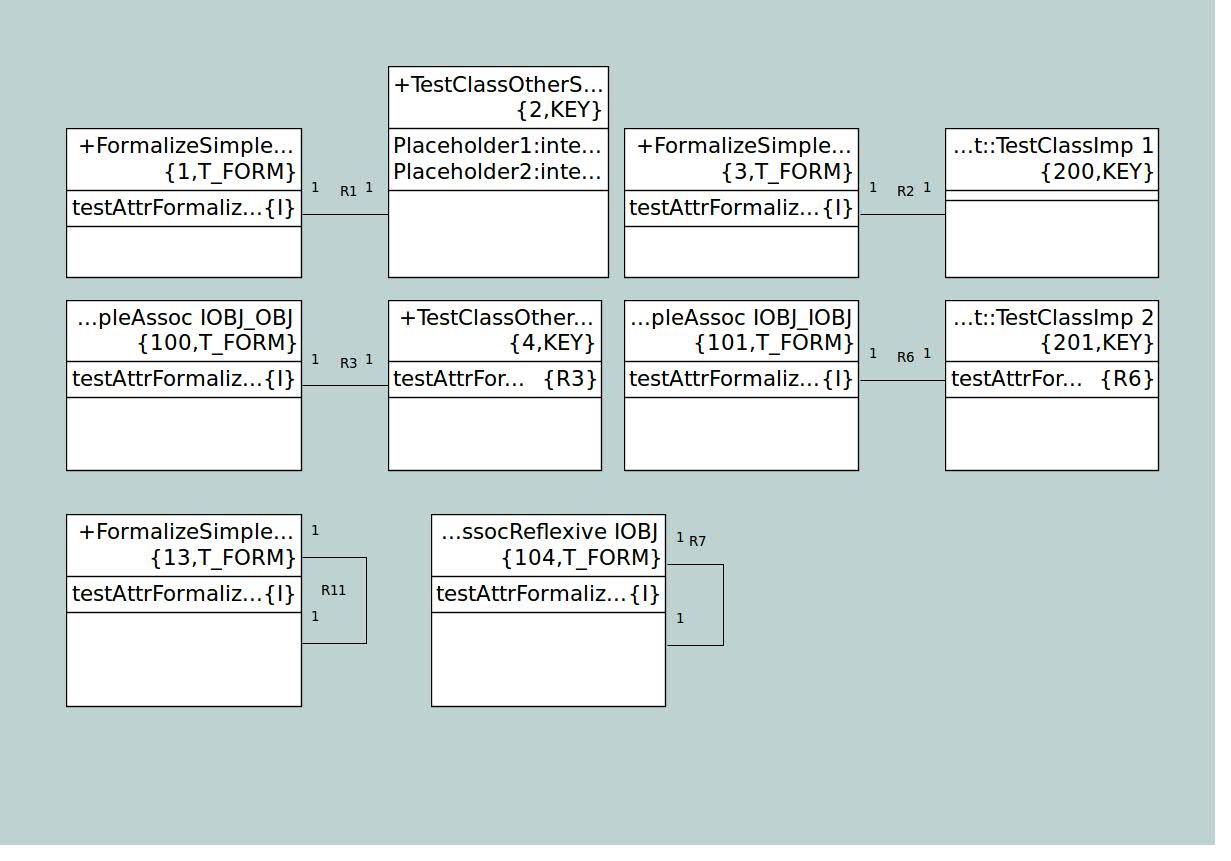 +TestClassOtherS...
{2,KEY}
Placeholder1:inte...
Placeholder2:inte...
+FormalizeSimple...
{1,T_FORM}
testAttrFormaliz...{I}
1 R1 1
+FormalizeSimple...
{3,T_FORM}
testAttrFormaliz...{I}
1 R2 1
...t::TestClassImp 1
{200,KEY}
...pleAssoc IOBJ_OBJ
{100,T_FORM}
testAttrFormaliz...{I}
1 R3 1
+TestClassOther...
{4,KEY}
testAttrFor... {R3}
...pleAssoc IOBJ_IOBJ
{101,T_FORM}
testAttrFormaliz...{I}
1 R6 1
...t::TestClassImp 2
{201,KEY}
testAttrFor... {R6}
+FormalizeSimple...
{13,T_FORM}
testAttrFormaliz...{I}
1
R11
1
...ssocReflexive IOBJ
{104,T_FORM}
testAttrFormaliz...{I}
1 R7
1